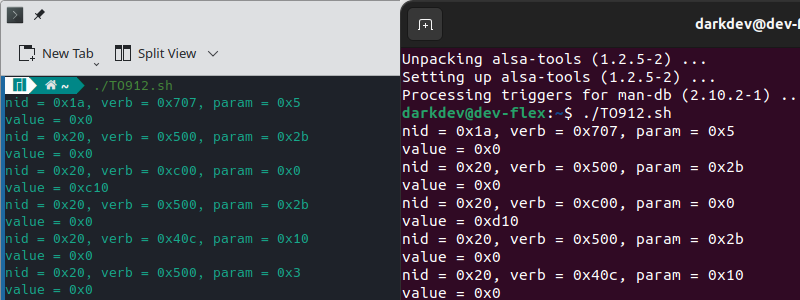 New Tab
Split View
~ ./TO912.sh
nid = 0x1a, verb = 0x707, param = 0x5
value = 0x0
nid = 0x20, verb = 0x500, param = 0x2b
value = 0x0
nid = 0x20, verb = 0xc00, param = 0x0
value = 0xc10
nid = 0x20, verb = 0x500, param = 0x2b
value = 0x0
nid = 0x20, verb = 0x40c, param = 0x10
value = 0x0
nid = 0x20, verb = 0x500, param = 0x3
value = 0x0
darkdev@dev-f
Unpacking alsa-tools (1.2.5-2) ...
Setting up alsa-tools (1.2.5-2) ...
Processing triggers for man-db (2.10.2-1) ...
darkdev@dev-flex:~$ ./TO912.sh
nid = 0x1a, verb = 0x707, param = 0x5
value = 0x0
nid = 0x20, verb = 0x500, param = 0x2b
value = 0x0
nid = 0x20, verb = 0xc00, param = 0x0
value = 0xd10
nid = 0x20, verb = 0x500, param = 0x2b
value = 0x0
nid = 0x20, verb = 0x40c, param = 0x10
value = 0x0